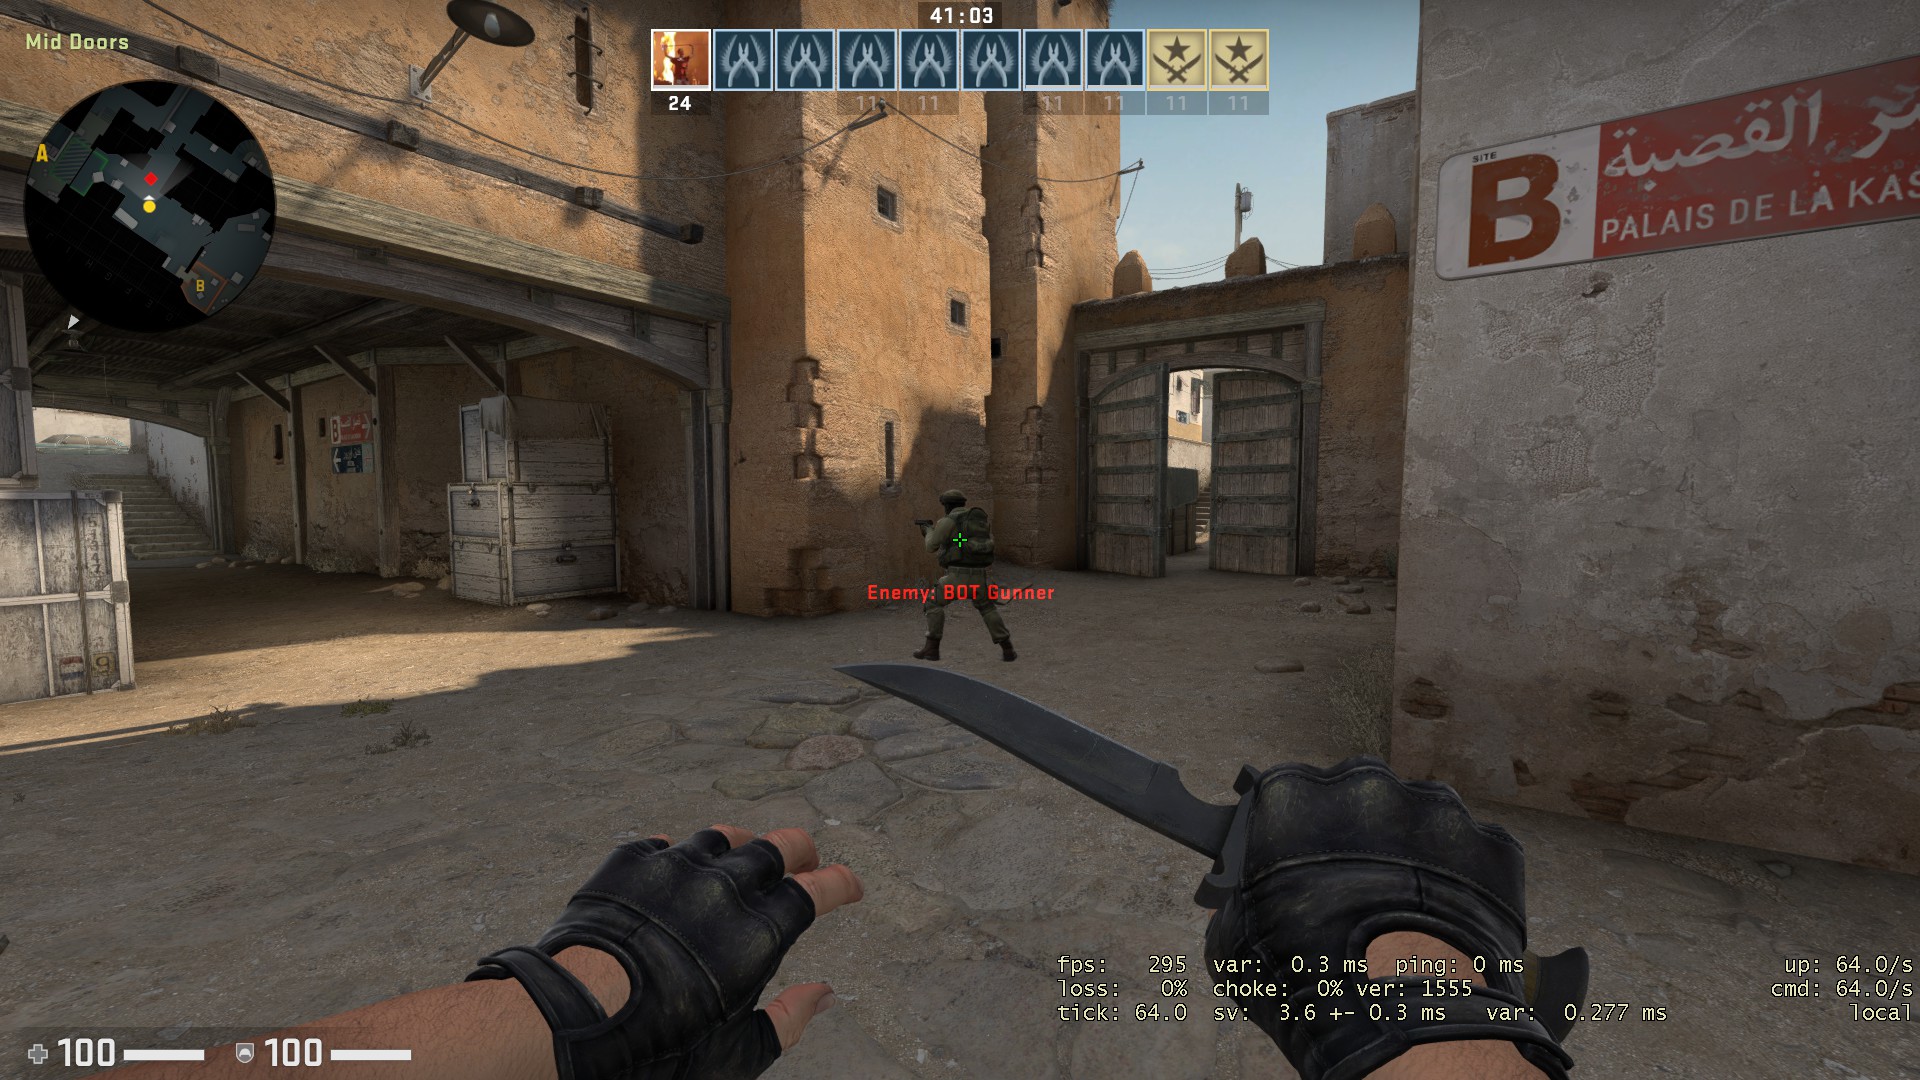 41:03
Mid Doors
24
11
11
11
11
11
11
A
B
SITE
B
القصبة
PALAIS DE LA KAS
B
Enemy: BOT Gunner
fps: 295 var: 0.3 ms ping: 0 ms
up: 64.0/s
loss: 0% choke: 0% ver: 1555
cmd: 64.0/s
tick: 64.0 sv: 3.6 +- 0.3 ms var: 0.277 ms
local
100
100